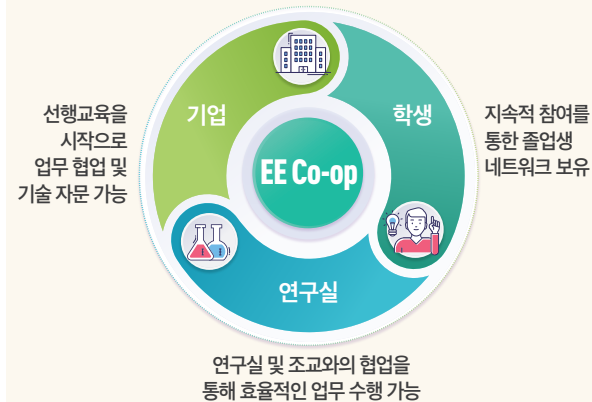 기업
학생
EE Co-op
연구실
선행교육을
시작으로
업무 협업 및
기술 자문 가능
지속적 참여를
통한 졸업생
네트워크 보유
연구실 및 조교와의 협업을
통해 효율적인 업무 수행 가능